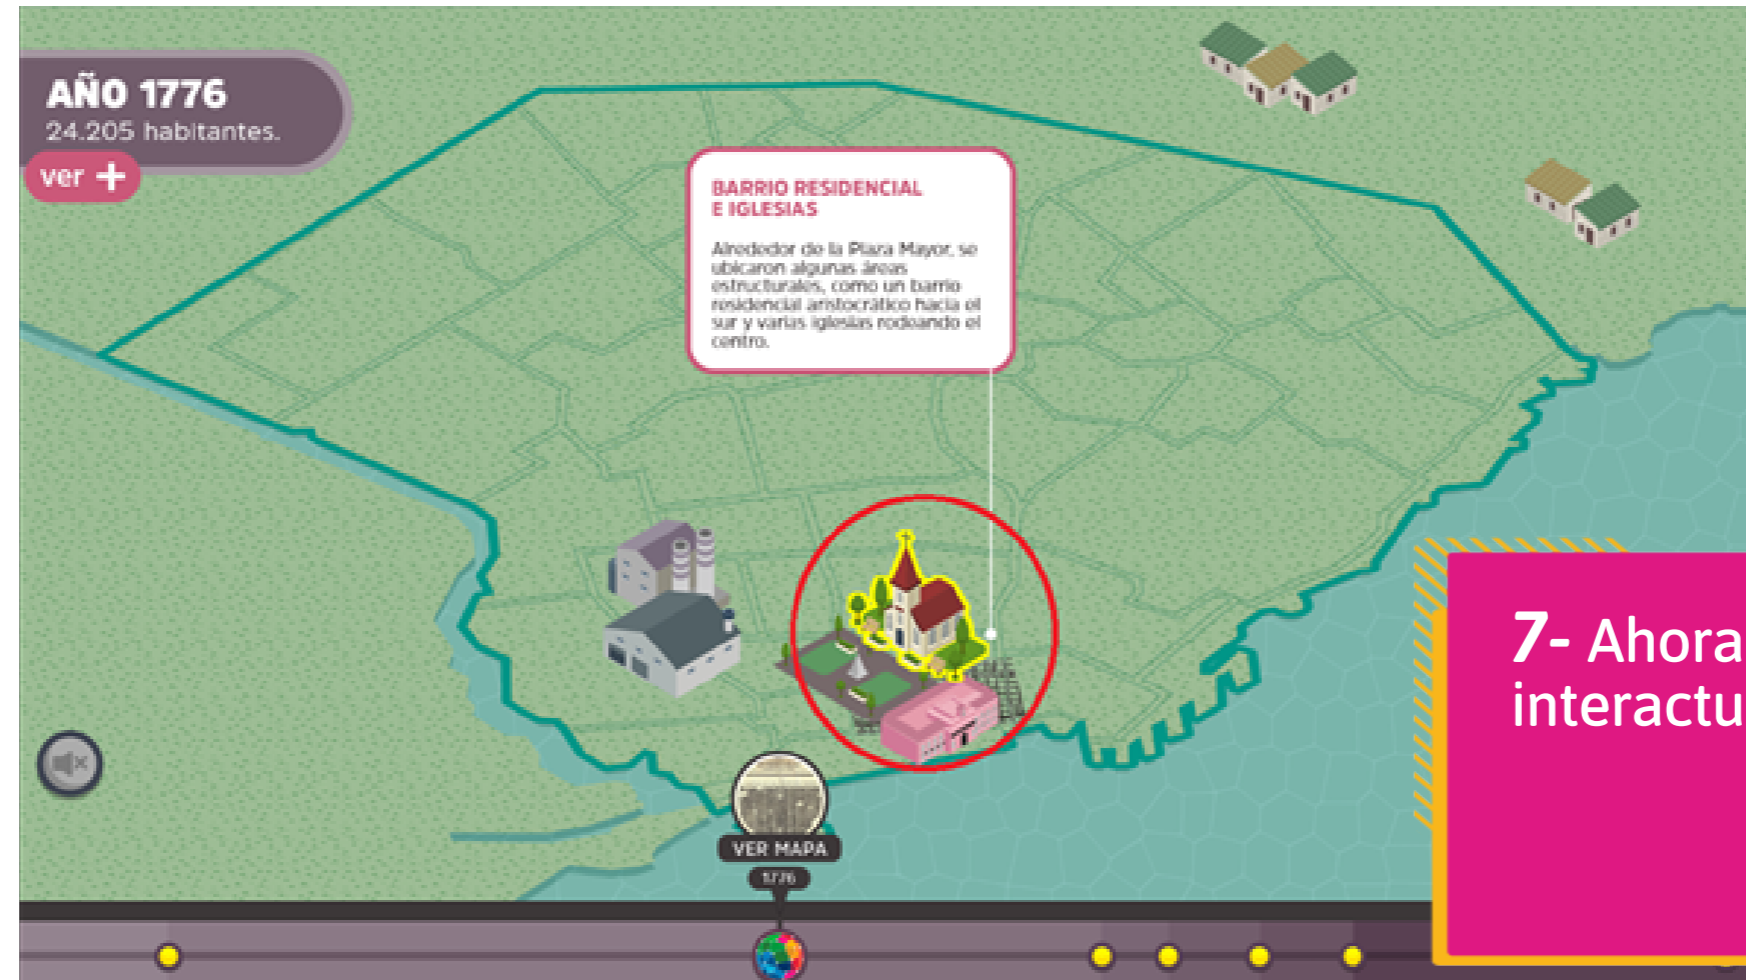 AÑO 1776
24.205 habitantes.
ver +
BARRIO RESIDENCIAL
E IGLESIAS
Alrededor de la Plaza Mayor, se
ubicaron algunas áreas
estructurales, como un barrio
residencial aristocrático hacia el
sur y varias iglesias rodeando el
centro.
VER MAPA
1776
7- Ahora
interactu